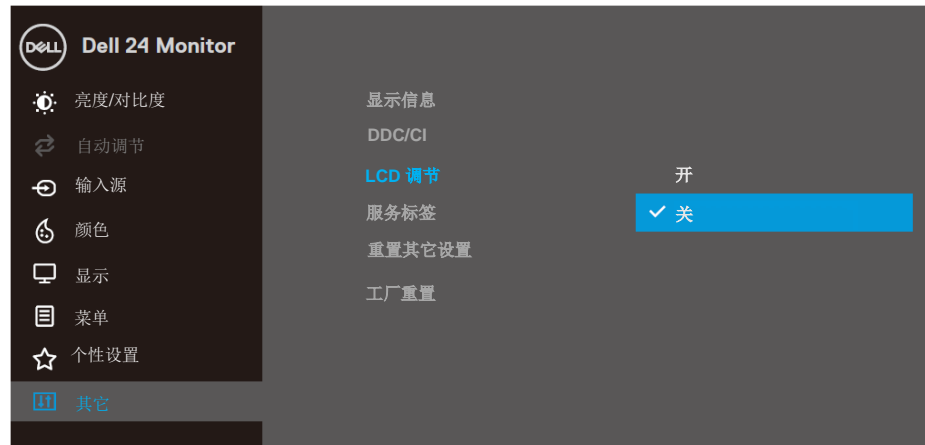 DELL Dell 24 Monitor
亮度/对比度
自动调节
输入源
颜色
显示
菜单
个性设置
其它
显示信息
DDC/CI
LCD 调节
服务标签
重置其它设置
工厂重置
开
关